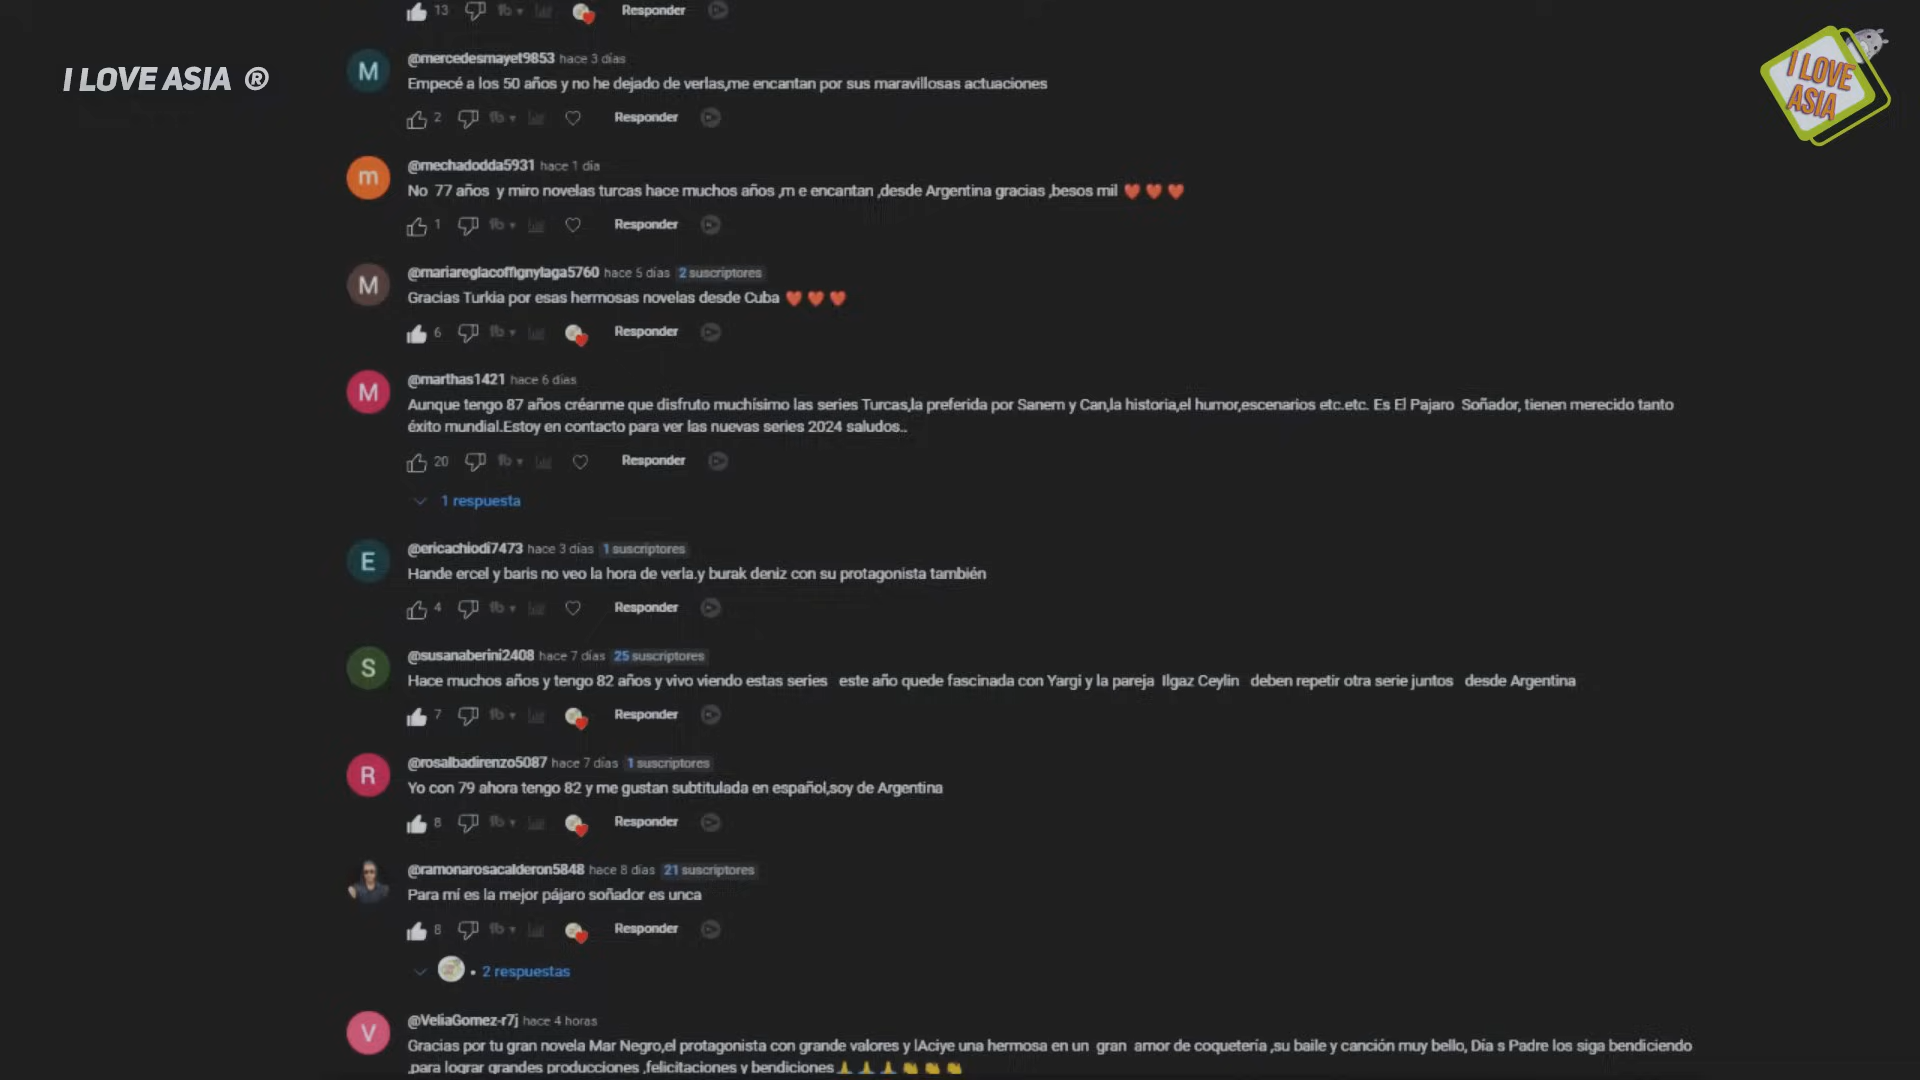 13 Responder
I LOVE ASIA ®
I LOVE
ASIA
M
@mercedesmayet9853 hace 3 días
Empecé a los 50 años y no he dejado de verlas,me encantan por sus maravillosas actuaciones
2 Responder
m
@mechadodda5931 hace 1 día
No 77 años y miro novelas turcas hace muchos años ,m e encantan ,desde Argentina gracias ,besos mil ❤️ ❤️ ❤️
1 Responder
M
@mariareglacoffignylaga5760 hace 5 días 2 suscriptores
Gracias Turkia por esas hermosas novelas desde Cuba ❤️ ❤️ ❤️
6 Responder
M
@marthas1421 hace 6 días
Aunque tengo 87 años créanme que disfruto muchísimo las series Turcas,la preferida por Sanem y Can,la historia,el humor,escenarios etc.etc. Es El Pajaro Soñador, tienen merecido tanto
éxito mundial.Estoy en contacto para ver las nuevas series 2024 saludos..
20 Responder
1 respuesta
E
@ericachiodi7473 hace 3 días 1 suscriptores
Hande ercel y baris no veo la hora de verla.y burak deniz con su protagonista también
4 Responder
S
@susanaberini2408 hace 7 días 25 suscriptores
Hace muchos años y tengo 82 años y vivo viendo estas series este año quede fascinada con Yargi y la pareja Ilgaz Ceylin deben repetir otra serie juntos desde Argentina
7 Responder
R
@rosalbadirenzo5087 hace 7 días 1 suscriptores
Yo con 79 ahora tengo 82 y me gustan subtitulada en español,soy de Argentina
8 Responder
@ramonarosacalderon5848 hace 8 días 21 suscriptores
Para mí es la mejor pájaro soñador es unca
8 Responder
• 2 respuestas
V
@VeliaGomez-r7j hace 4 horas
Gracias por tu gran novela Mar Negro,el protagonista con grande valores y lAciye una hermosa en un gran amor de coquetería ,su baile y canción muy bello, Día s Padre los siga bendiciendo
,para lograr grandes producciones ,felicitaciones y bendiciones🙏 🙏 🙏 👏 👏 👏